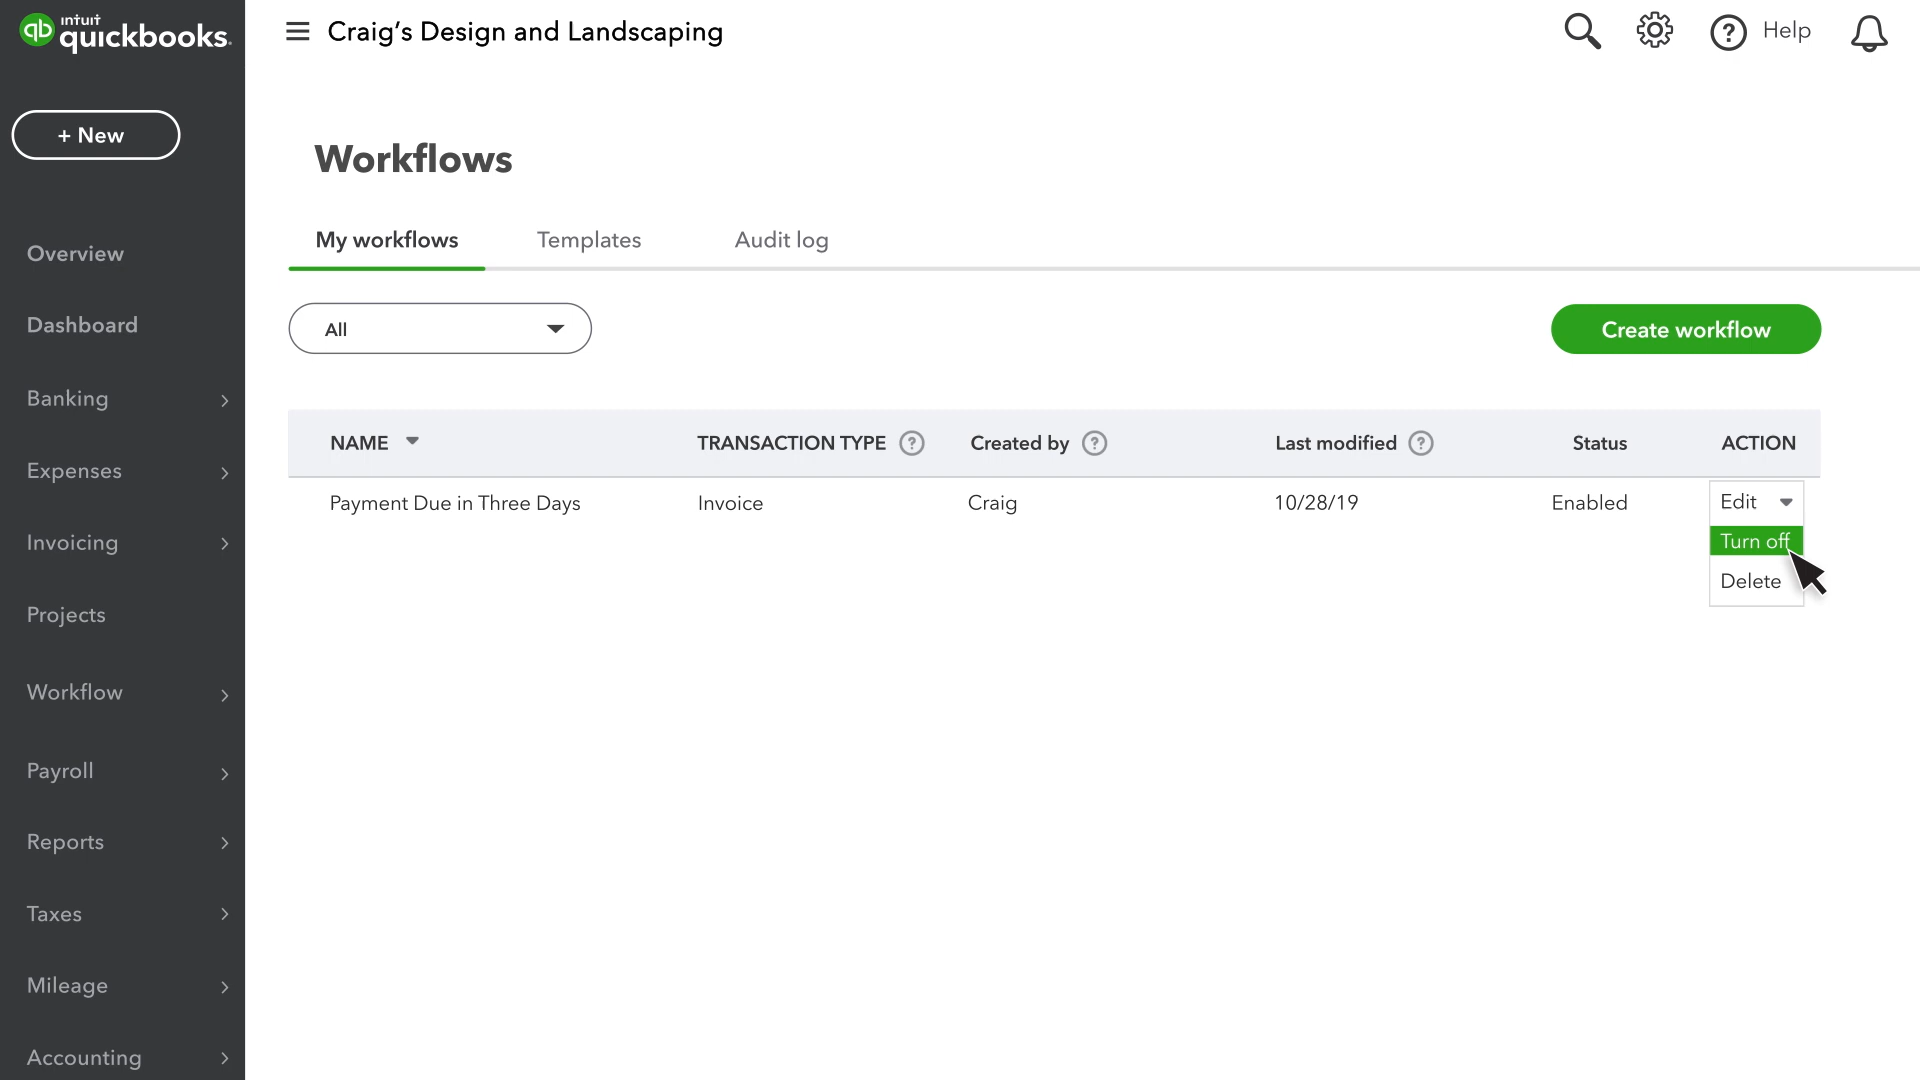 intuit
quickbooks.
Craig’s Design and Landscaping
Help
+ New
Overview
Dashboard
Banking
Expenses
Invoicing
Projects
Workflow
Payroll
Reports
Taxes
Mileage
Accounting
Workflows
My workflows Templates Audit log
All
Create workflow
NAME TRANSACTION TYPE ? Created by ? Last modified ? Status ACTION
Payment Due in Three Days Invoice Craig 10/28/19 Enabled Edit
Turn off
Delete